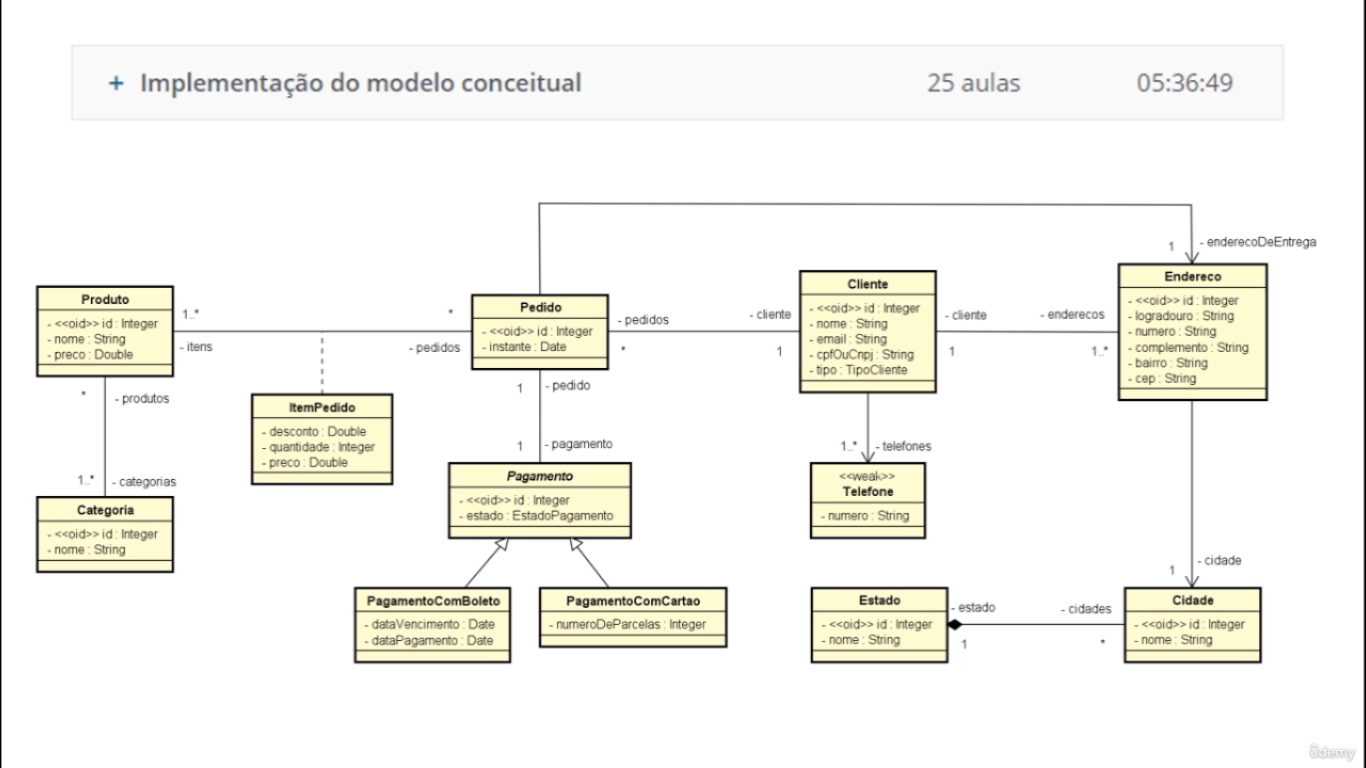 + Implementação do modelo conceitual 25 aulas 05:36:49
1 - enderecoDeEntrega
Produto
- <<oid>> id : Integer
- nome : String
- preco : Double
1..* *
- itens - pedidos
Pedido
- <<oid>> id : Integer
- instante : Date
- pedidos - cliente
* 1
Cliente
- <<oid>> id : Integer
- nome : String
- email : String
- cpfOuCnpj : String
- tipo : TipoCliente
- cliente - enderecos
1 1..*
Endereco
- <<oid>> id : Integer
- logradouro : String
- numero : String
- complemento : String
- bairro : String
- cep : String
* - produtos
1..* - categorias
Categoria
- <<oid>> id : Integer
- nome : String
ItemPedido
- desconto : Double
- quantidade : Integer
- preco : Double
1 - pedido
1 - pagamento
Pagamento
- <<oid>> id : Integer
- estado : EstadoPagamento
1..* - telefones
<<weak>>
Telefone
- numero : String
PagamentoComBoleto
- dataVencimento : Date
- dataPagamento : Date
PagamentoComCartao
- numeroDeParcelas : Integer
1 - cidade
Estado
- <<oid>> id : Integer
- nome : String
- estado - cidades
1 *
Cidade
- <<oid>> id : Integer
- nome : String
ûdemy